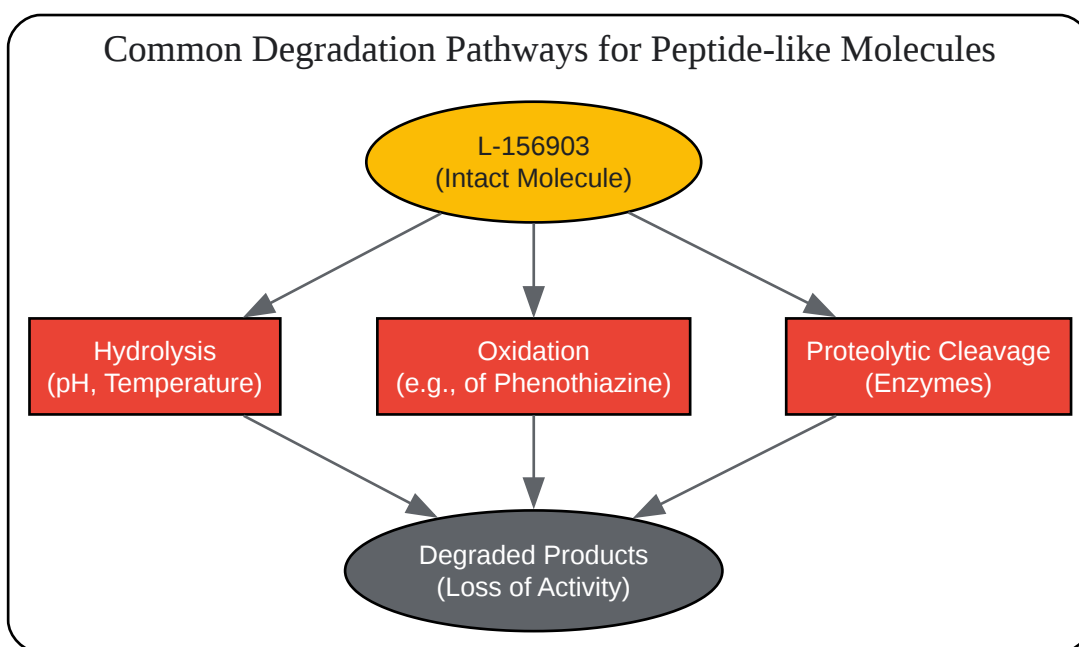 Common Degradation Pathways for Peptide-like Molecules
L-156903
(Intact Molecule)
Hydrolysis
(pH, Temperature)
Oxidation
(e.g., of Phenothiazine)
Proteolytic Cleavage
(Enzymes)
Degraded Products
(Loss of Activity)